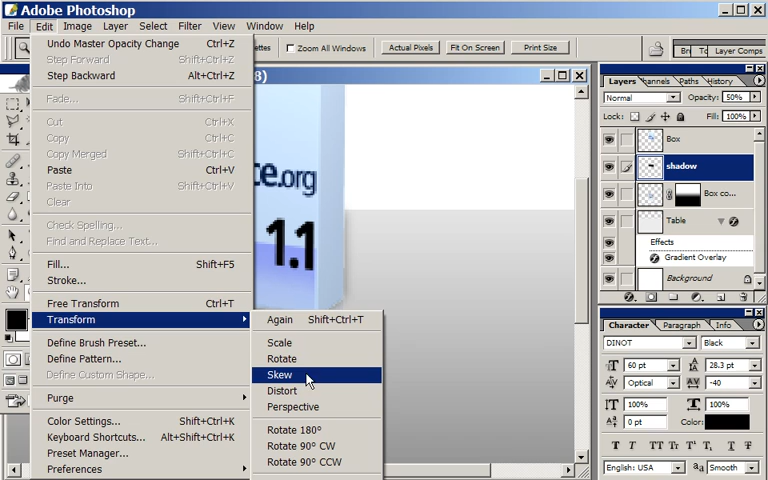 Adobe Photoshop
File Edit Image Layer Select Filter View Window Help
Zoom All Windows Actual Pixels Fit On Screen Print Size Layer Comps
Undo Master Opacity Change Ctrl+Z
Step Forward Shift+Ctrl+Z
Step Backward Alt+Ctrl+Z
Fade... Shift+Ctrl+F
Cut Ctrl+X
Copy Ctrl+C
Copy Merged Shift+Ctrl+C
Paste Ctrl+V
Paste Into Shift+Ctrl+V
Clear
Check Spelling...
Find and Replace Text...
Fill... Shift+F5
Stroke...
Free Transform Ctrl+T
Transform
Define Brush Preset...
Define Pattern...
Define Custom Shape...
Purge
Color Settings... Shift+Ctrl+K
Keyboard Shortcuts... Alt+Shift+Ctrl+K
Preset Manager...
Preferences
Again Shift+Ctrl+T
Scale
Rotate
Skew
Distort
Perspective
Rotate 180°
Rotate 90° CW
Rotate 90° CCW
8)
ce.org
1.1
Layers Channels Paths History
Normal Opacity: 50%
Lock: Fill: 100%
Box
shadow
Box co...
Table
Effects
Gradient Overlay
Background
Character Paragraph Info
DINOT Black
60 pt 28.3 pt
Optical -40
100% 100%
0 pt Color:
T T TT Tr T T T T
English: USA aa Smooth